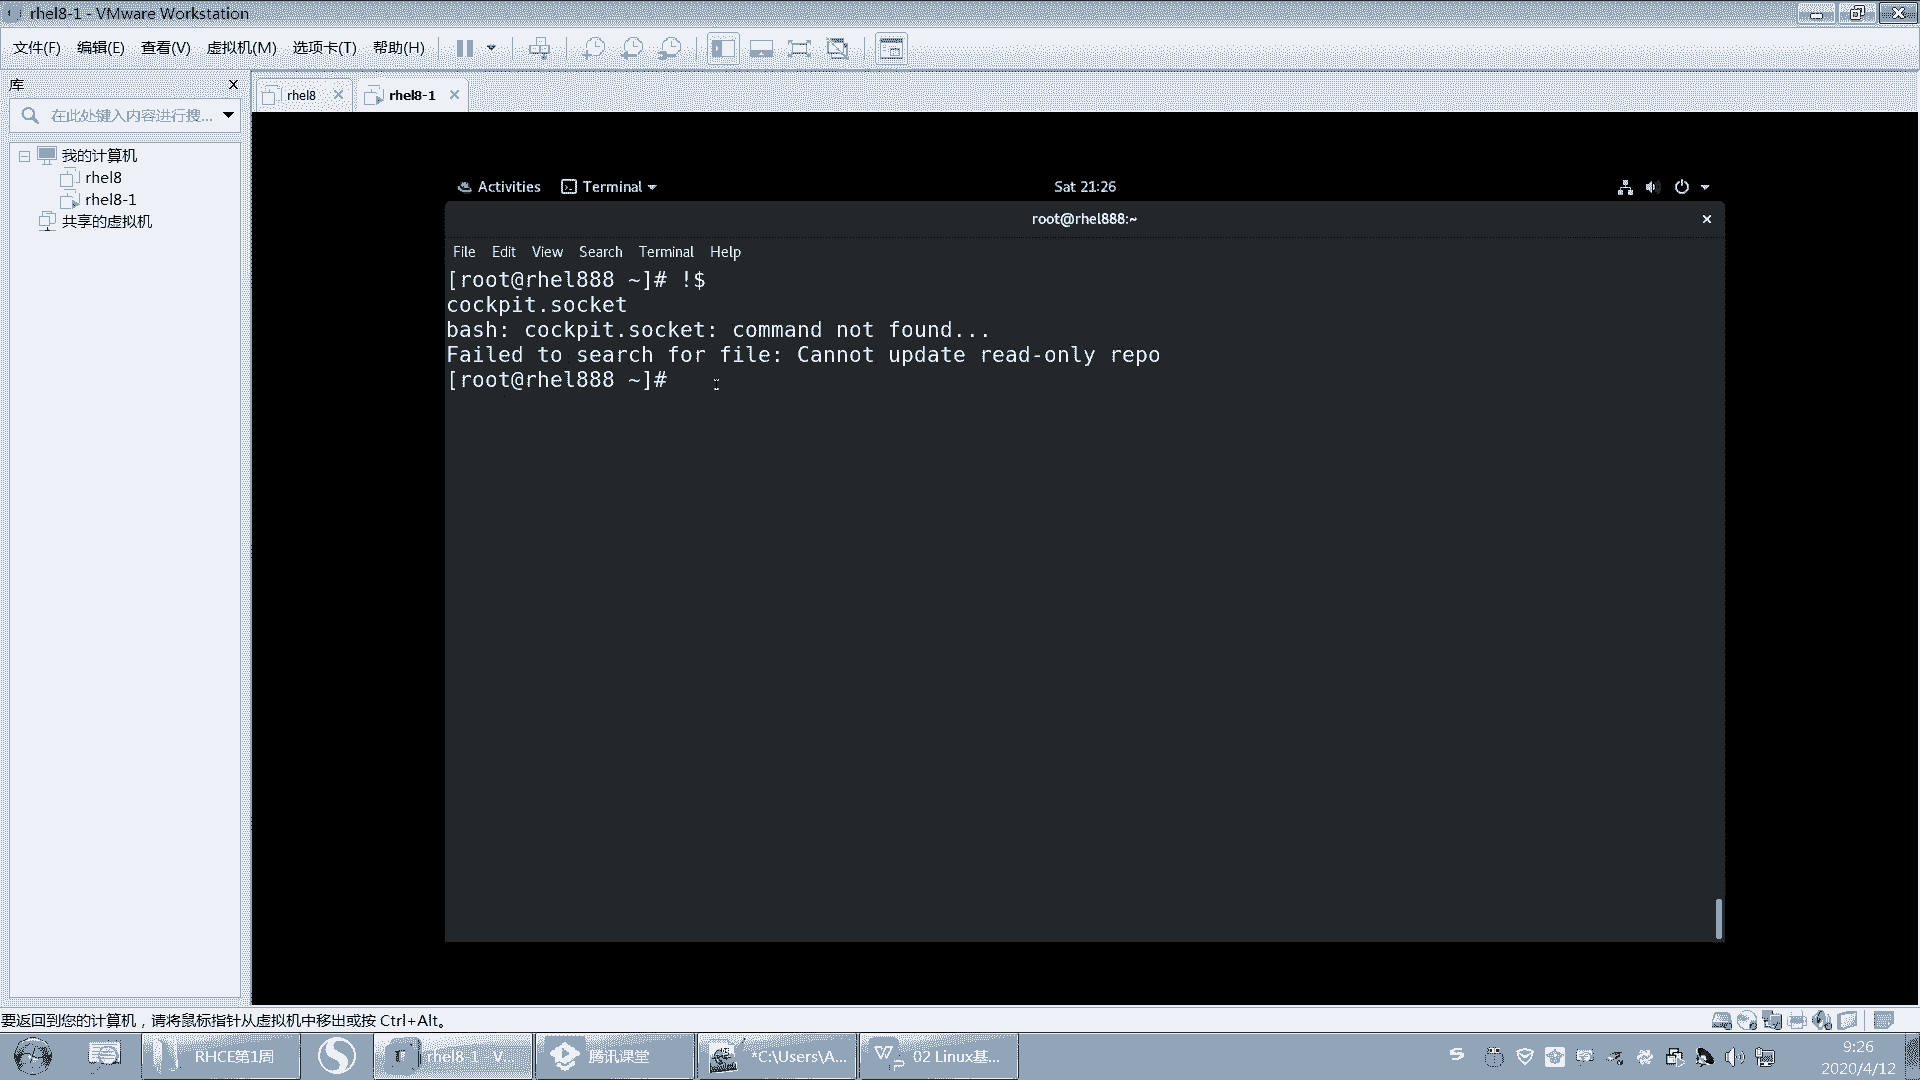 rhel8-1 - VMware Workstation
文件(F) 编辑(E) 查看(V) 虚拟机(M) 选项卡(T) 帮助(H)
库
在此处键入内容进行搜...
我的计算机
rhel8
rhel8-1
共享的虚拟机
rhel8
rhel8-1
Activities Terminal Sat 21:26
root@rhel888:~
File Edit View Search Terminal Help
[root@rhel888 ~]# !$
cockpit.socket
bash: cockpit.socket: command not found...
Failed to search for file: Cannot update read-only repo
[root@rhel888 ~]#
要返回到您的计算机，请将鼠标指针从虚拟机中移出或按 Ctrl+Alt。
RHCE第1周
rhel8-1 - V...
腾讯课堂
*C:\Users\A...
02 Linux基...
9:26
2020/4/12